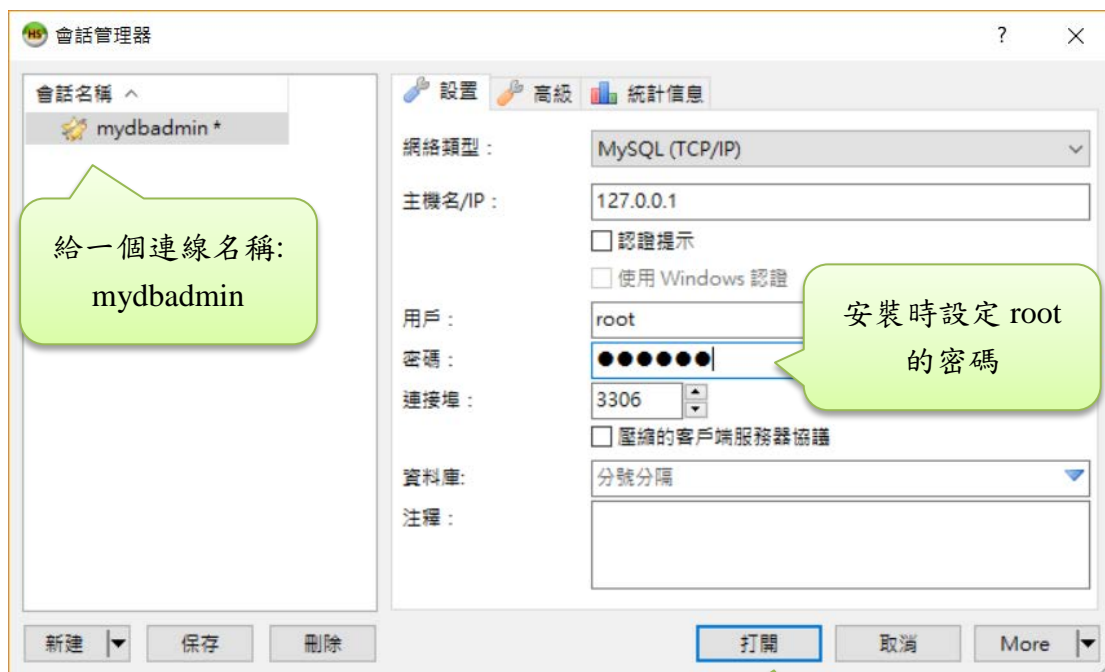 HS 會話管理器 ? ×
會話名稱
mydbadmin *
給一個連線名稱:
mydbadmin
設置 高級 統計信息
網絡類型： MySQL (TCP/IP)
主機名/IP： 127.0.0.1
認證提示
使用 Windows 認證
用戶： root
密碼： ●●●●●●
安裝時設定 root
的密碼
連接埠： 3306
壓縮的客戶端服務器協議
資料庫: 分號分隔
注釋：
新建 保存 刪除 打開 取消 More